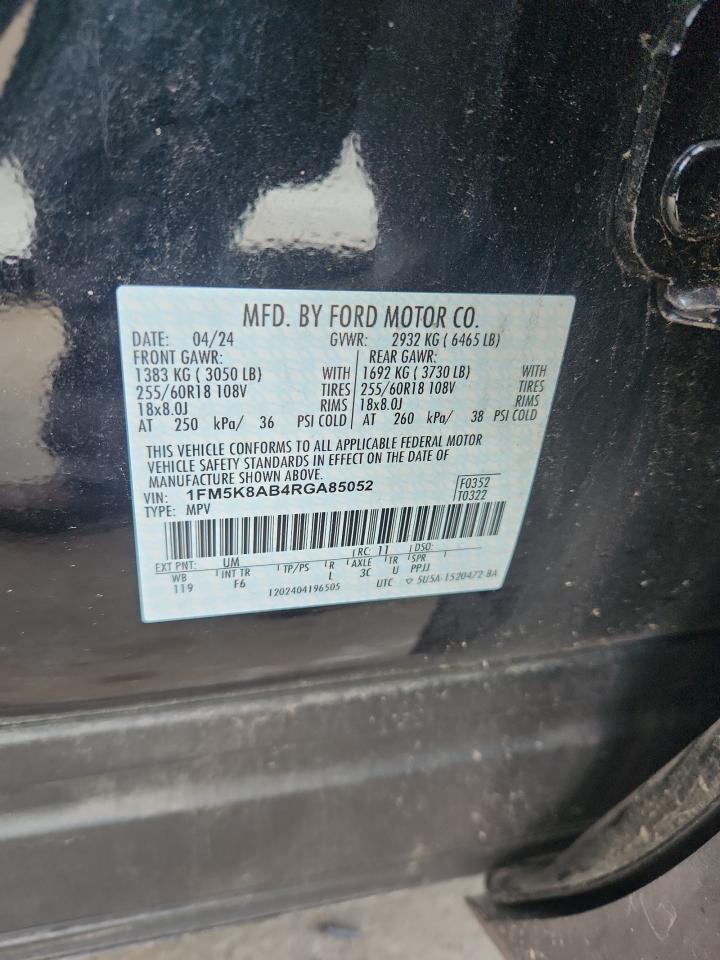 MFD. BY FORD MOTOR CO.
DATE: 04/24 GVWR: 2932 KG ( 6465 LB)
FRONT GAWR: REAR GAWR:
1383 KG ( 3050 LB) WITH 1692 KG ( 3730 LB) WITH
255/60R18 108V TIRES 255/60R18 108V TIRES
18x8.0J RIMS 18x8.0J RIMS
AT 250 kPa/ 36 PSI COLD AT 260 kPa/ 38 PSI COLD
THIS VEHICLE CONFORMS TO ALL APPLICABLE FEDERAL MOTOR
VEHICLE SAFETY STANDARDS IN EFFECT ON THE DATE OF
MANUFACTURE SHOWN ABOVE.
VIN: 1FM5K8AB4RGA85052 F0352
TYPE: MPV T0322
EXT PNT: UM RC: 11 DSO:
WB INT TR TP/PS R AXLE TR SPR
119 F6 L 3C U PPJJ
1202404196505 UTC ▽ 5U5A-1520472-BA